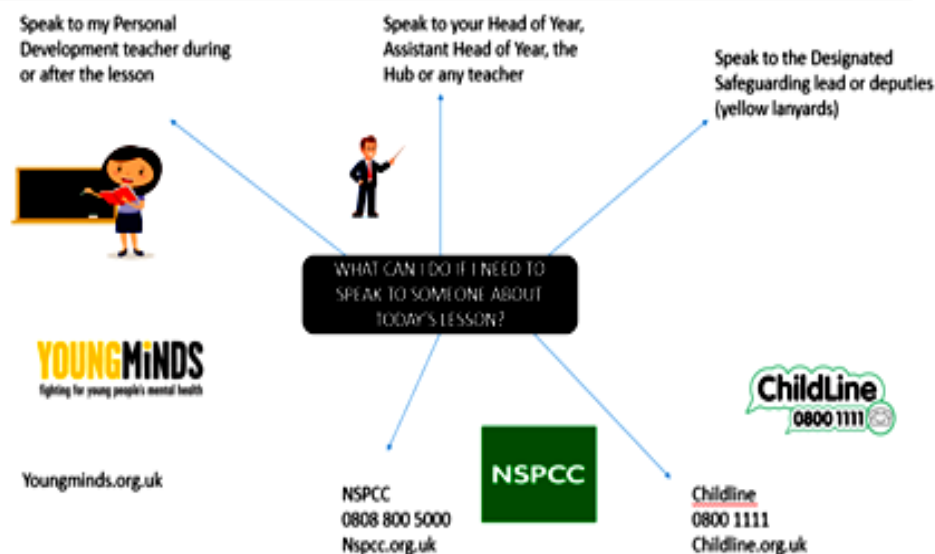 Speak to my Personal
Development teacher during
or after the lesson
Speak to your Head of Year,
Assistant Head of Year, the
Hub or any teacher
Speak to the Designated
Safeguarding lead or deputies
(yellow lanyards)
WHAT CAN I DO IF I NEED TO
SPEAK TO SOMEONE ABOUT
TODAY'S LESSON?
YOUNGMiNDS
fighting for young people's mental health
ChildLine
0800 1111
Youngminds.org.uk
NSPCC
NSPCC
0808 800 5000
Nspcc.org.uk
Childline
0800 1111
Childline.org.uk